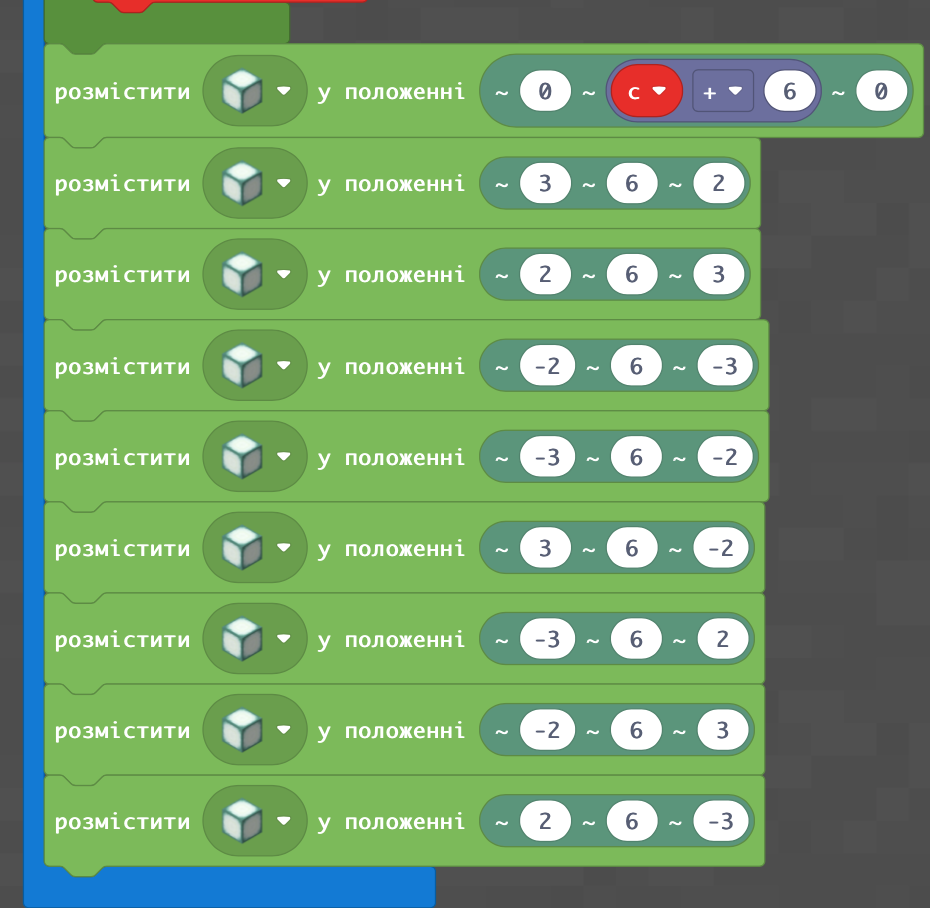 розмістити у положенні ~ 0 ~ c + 6 ~ 0
розмістити у положенні ~ 3 ~ 6 ~ 2
розмістити у положенні ~ 2 ~ 6 ~ 3
розмістити у положенні ~ -2 ~ 6 ~ -3
розмістити у положенні ~ -3 ~ 6 ~ -2
розмістити у положенні ~ 3 ~ 6 ~ -2
розмістити у положенні ~ -3 ~ 6 ~ 2
розмістити у положенні ~ -2 ~ 6 ~ 3
розмістити у положенні ~ 2 ~ 6 ~ -3